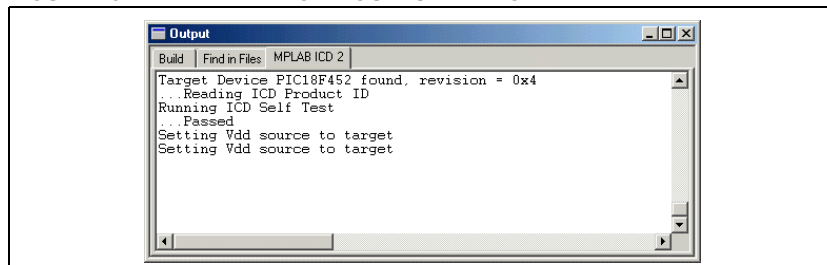 Output
Build Find in Files MPLAB ICD 2
Target Device PIC18F452 found, revision = 0x4
...Reading ICD Product ID
Running ICD Self Test
...Passed
Setting Vdd source to target
Setting Vdd source to target